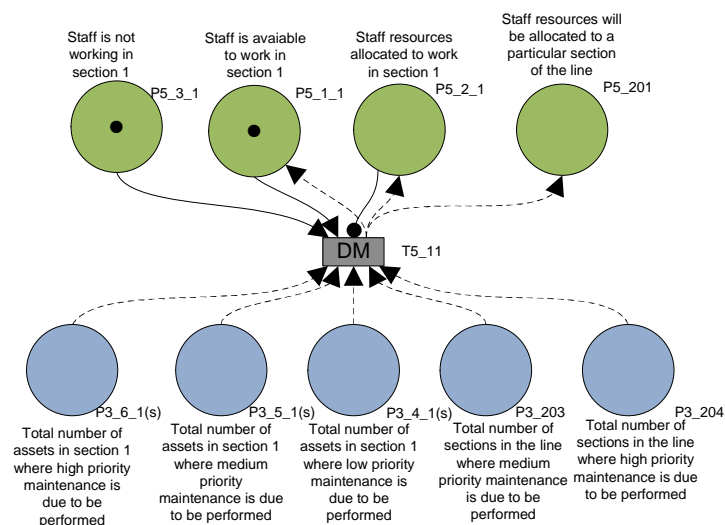 Staff is not
working in
section 1
P5_3_1
Staff is avaiable
to work in
section 1
P5_1_1
Staff resources
allocated to work
in section 1
P5_2_1
Staff resources will
be allocated to a
particular section
of the line
P5_201
DM
T5_11
P3_6_1(s)
Total number of
assets in section 1
where high priority
maintenance is
due to be
performed
P3_5_1(s)
Total number of
assets in section 1
where medium
priority
maintenance is due
to be performed
P3_4_1(s)
Total number of
assets in section 1
where low priority
maintenance is due
to be performed
P3_203
Total number of
sections in the line
where medium
priority maintenance
is due to be
performed
P3_204
Total number of
sections in the line
where high priority
maintenance is due
to be performed